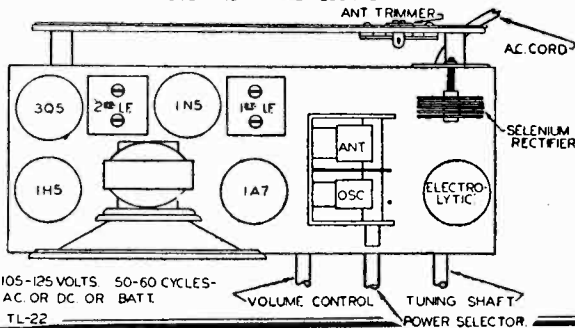 ANT TRIMMER
A.C. CORD
3Q5
2ND I.F.
1N5
1ST I.F.
SELENIUM
RECTIFIER
ANT
1H5
1A7
OSC
ELECTRO-
LYTIC
105-125 VOLTS. 50-60 CYCLES-
A.C. OR DC. OR BATT.
VOLUME CONTROL
TUNING SHAFT
POWER SELECTOR.
TL-22